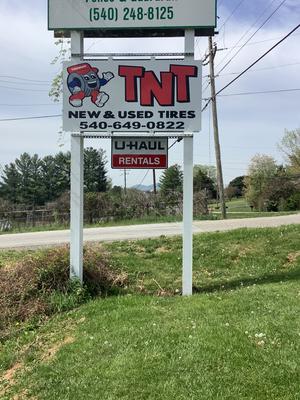 (540) 248-8125
TNT
NEW & USED TIRES
540-649-0822
U-HAUL
RENTALS